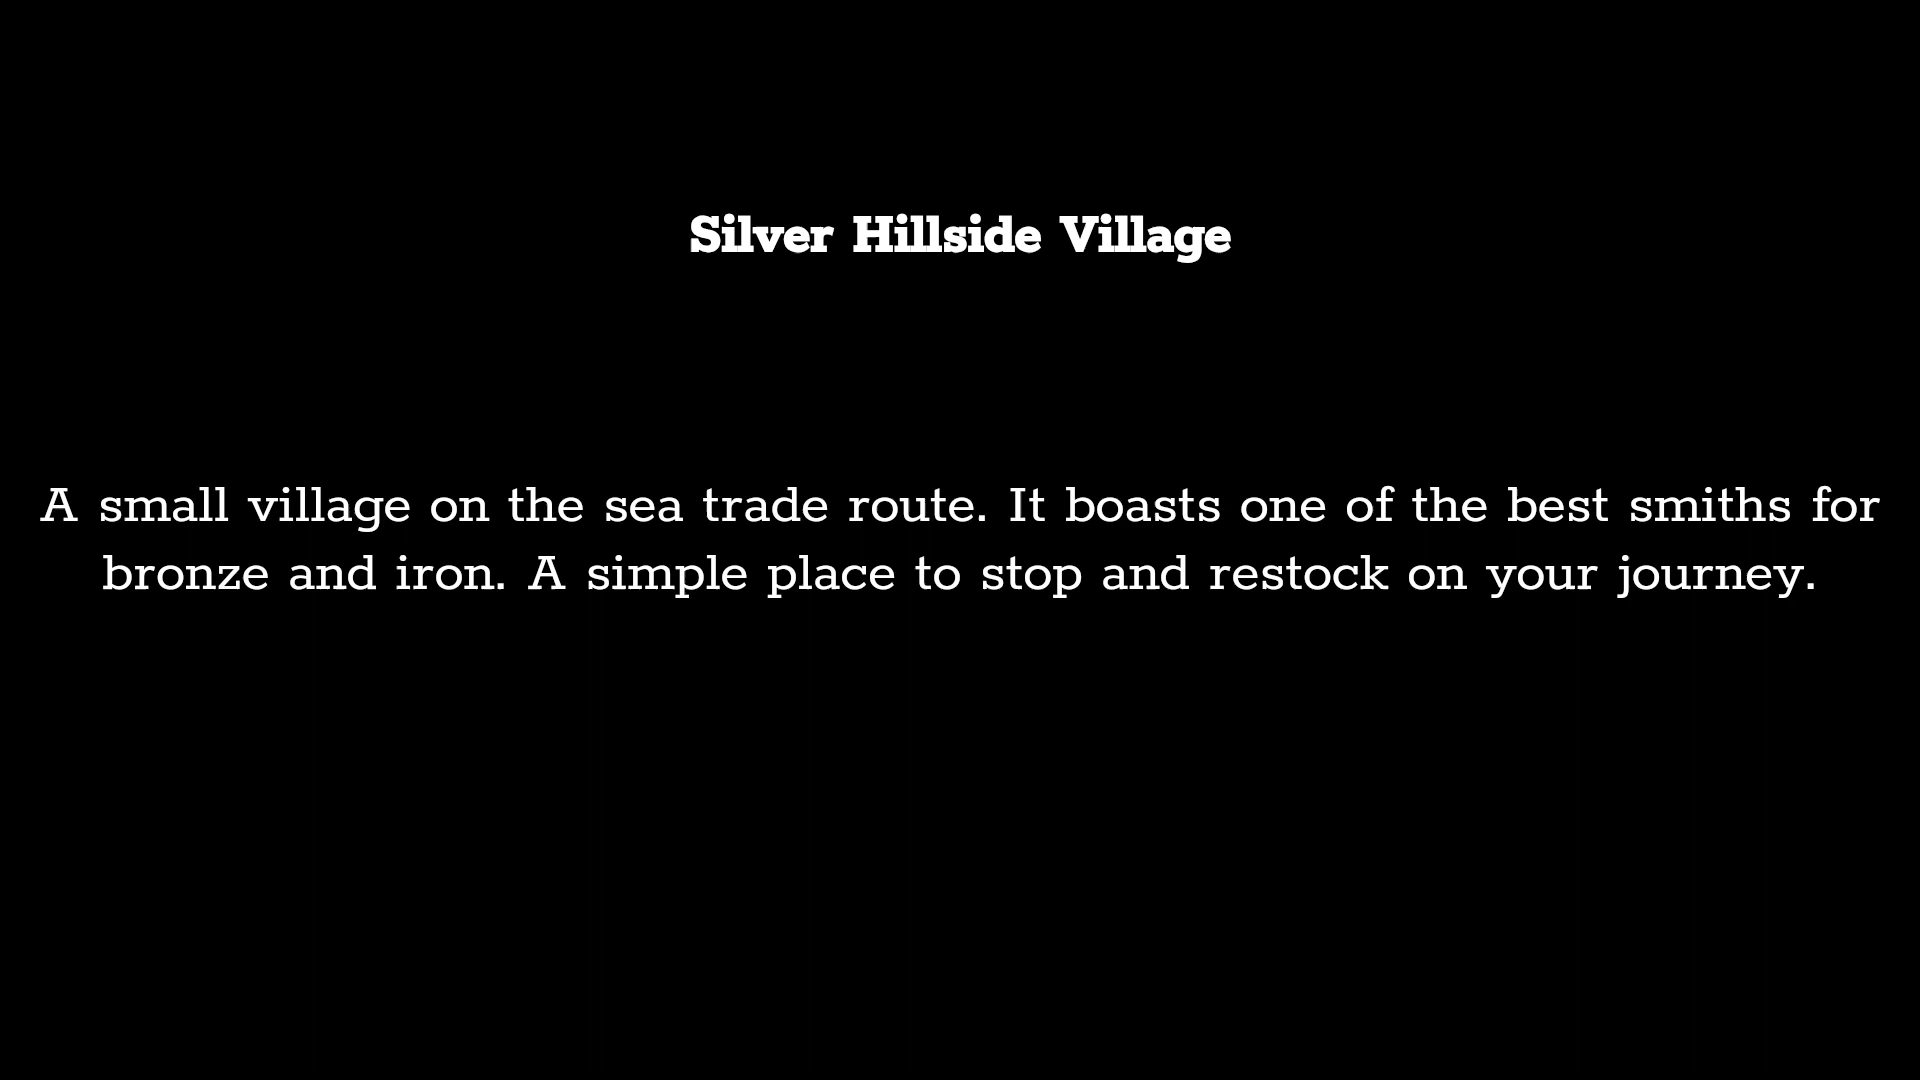 Silver Hillside Village
A small village on the sea trade route. It boasts one of the best smiths for
bronze and iron. A simple place to stop and restock on your journey.